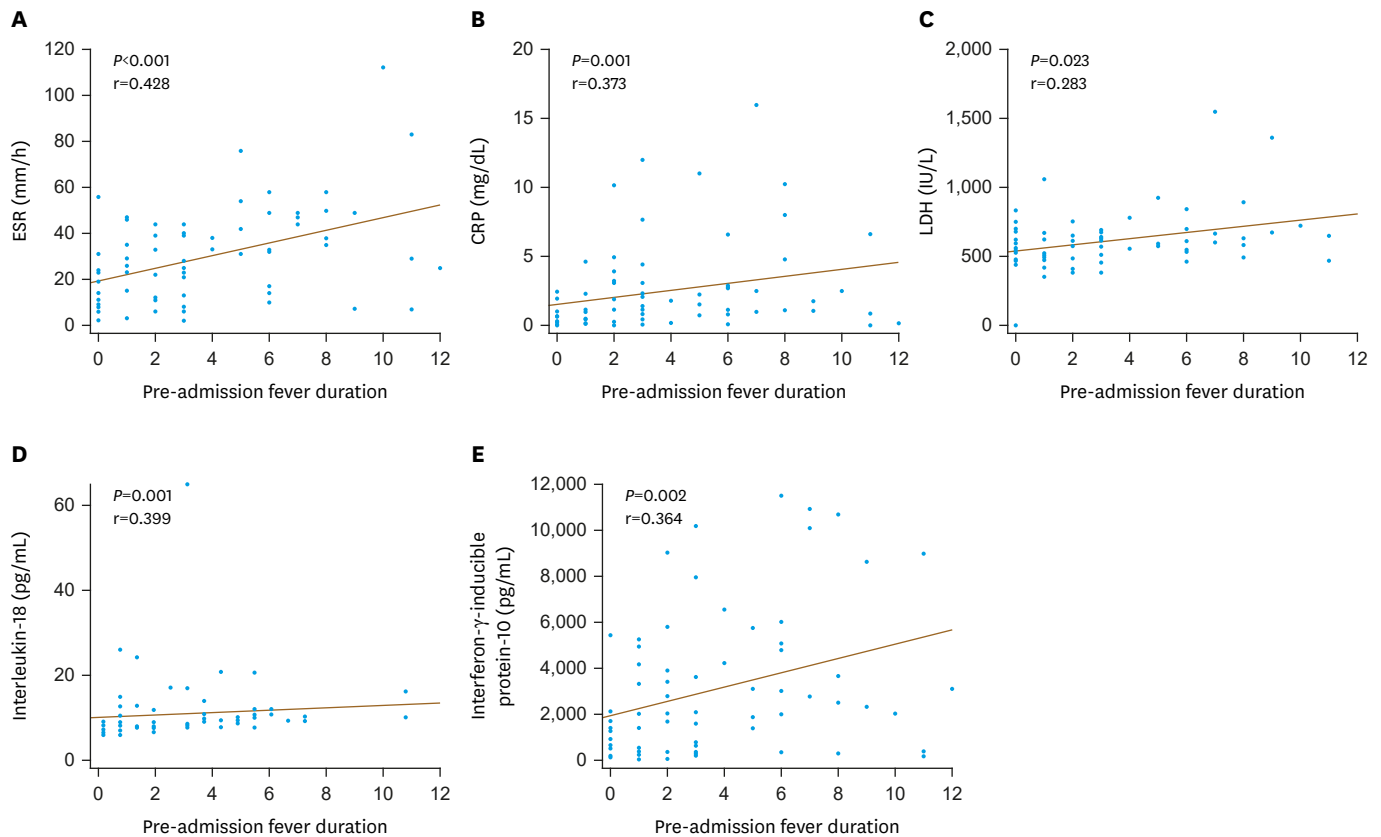 A
P<0.001
r=0.428
120
100
80
60
40
20
0
ESR (mm/h)
0 2 4 6 8 10 12
Pre-admission fever duration
B
P=0.001
r=0.373
20
15
10
5
0
CRP (mg/dL)
0 2 4 6 8 10 12
Pre-admission fever duration
C
P=0.023
r=0.283
2,000
1,500
1,000
500
0
LDH (IU/L)
0 2 4 6 8 10 12
Pre-admission fever duration
D
P=0.001
r=0.399
60
40
20
0
Interleukin-18 (pg/mL)
0 2 4 6 8 10 12
Pre-admission fever duration
E
P=0.002
r=0.364
12,000
10,000
8,000
6,000
4,000
2,000
0
Interferon-γ-inducible
protein-10 (pg/mL)
0 2 4 6 8 10 12
Pre-admission fever duration